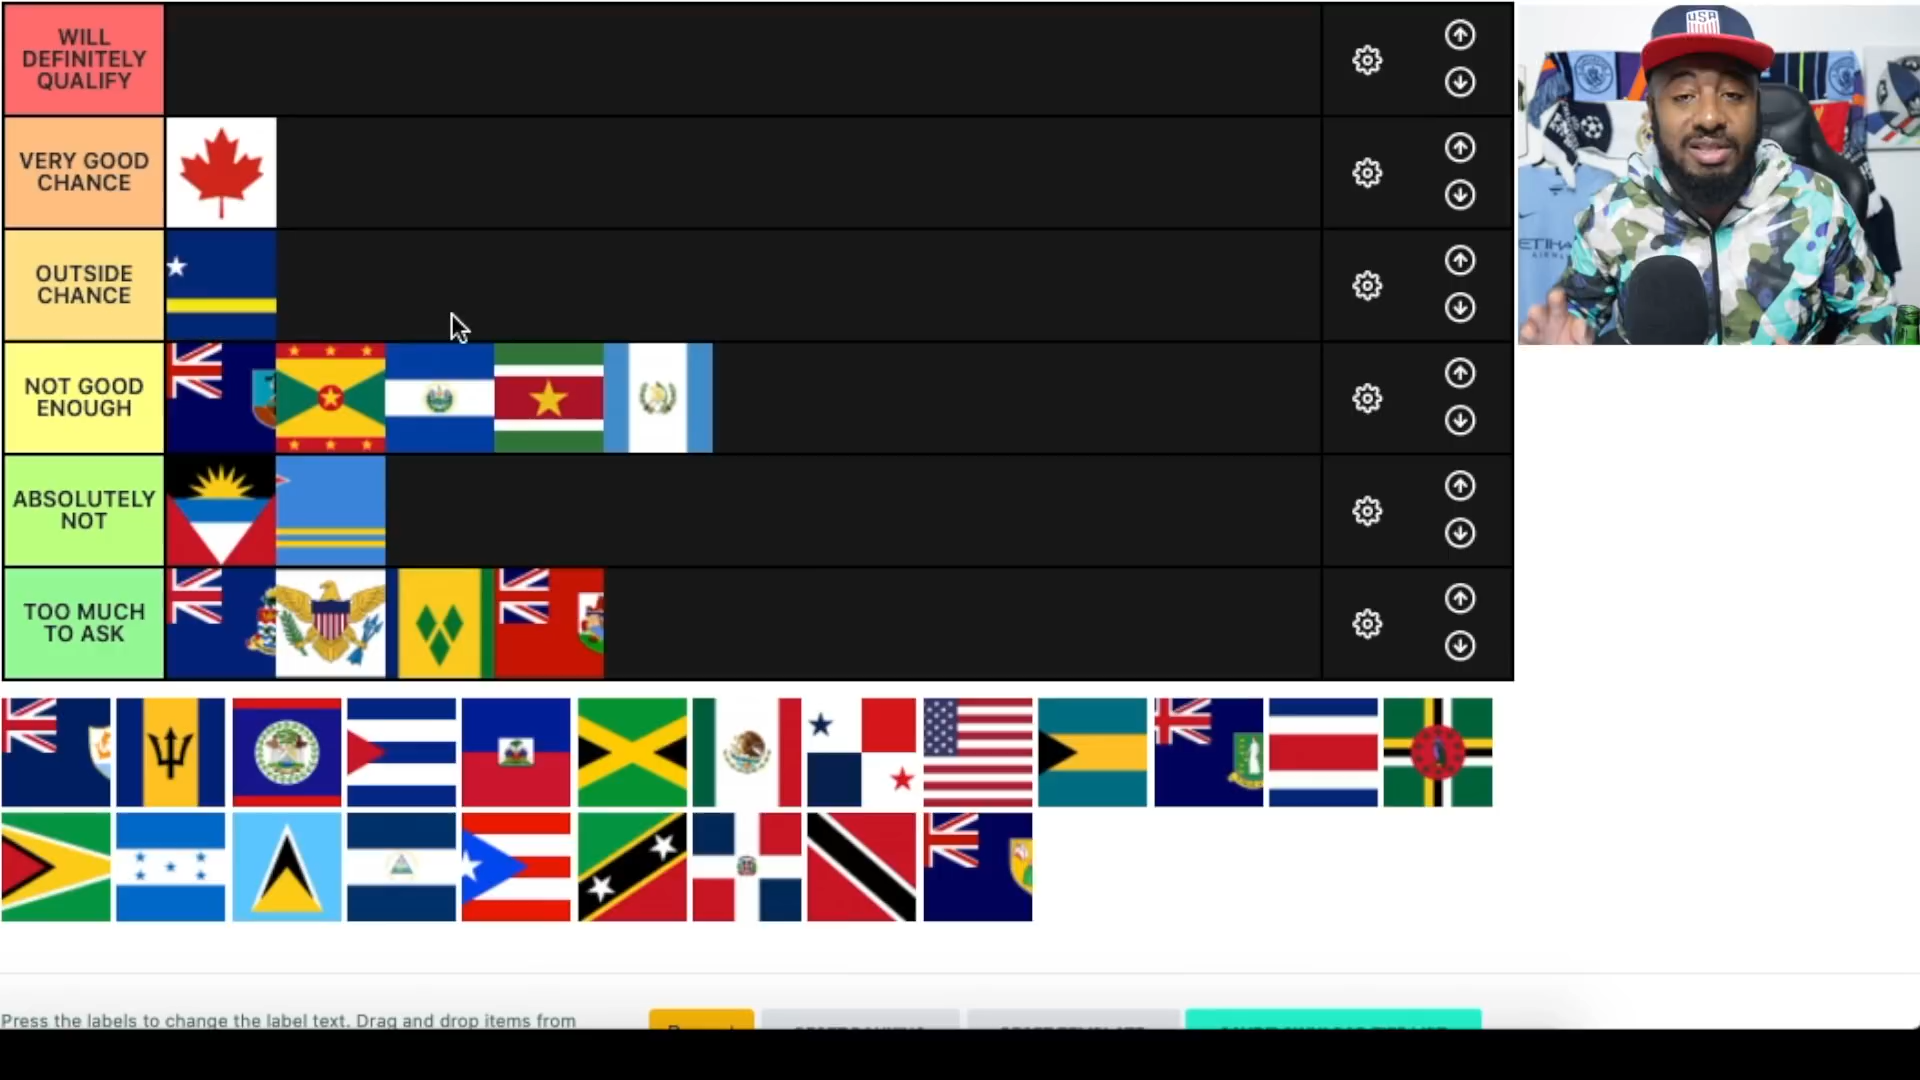 WILL
DEFINITELY
QUALIFY
USA
VERY GOOD
CHANCE
OUTSIDE
CHANCE
NOT GOOD
ENOUGH
ABSOLUTELY
NOT
TOO MUCH
TO ASK
Press the labels to change the label text. Drag and drop items from